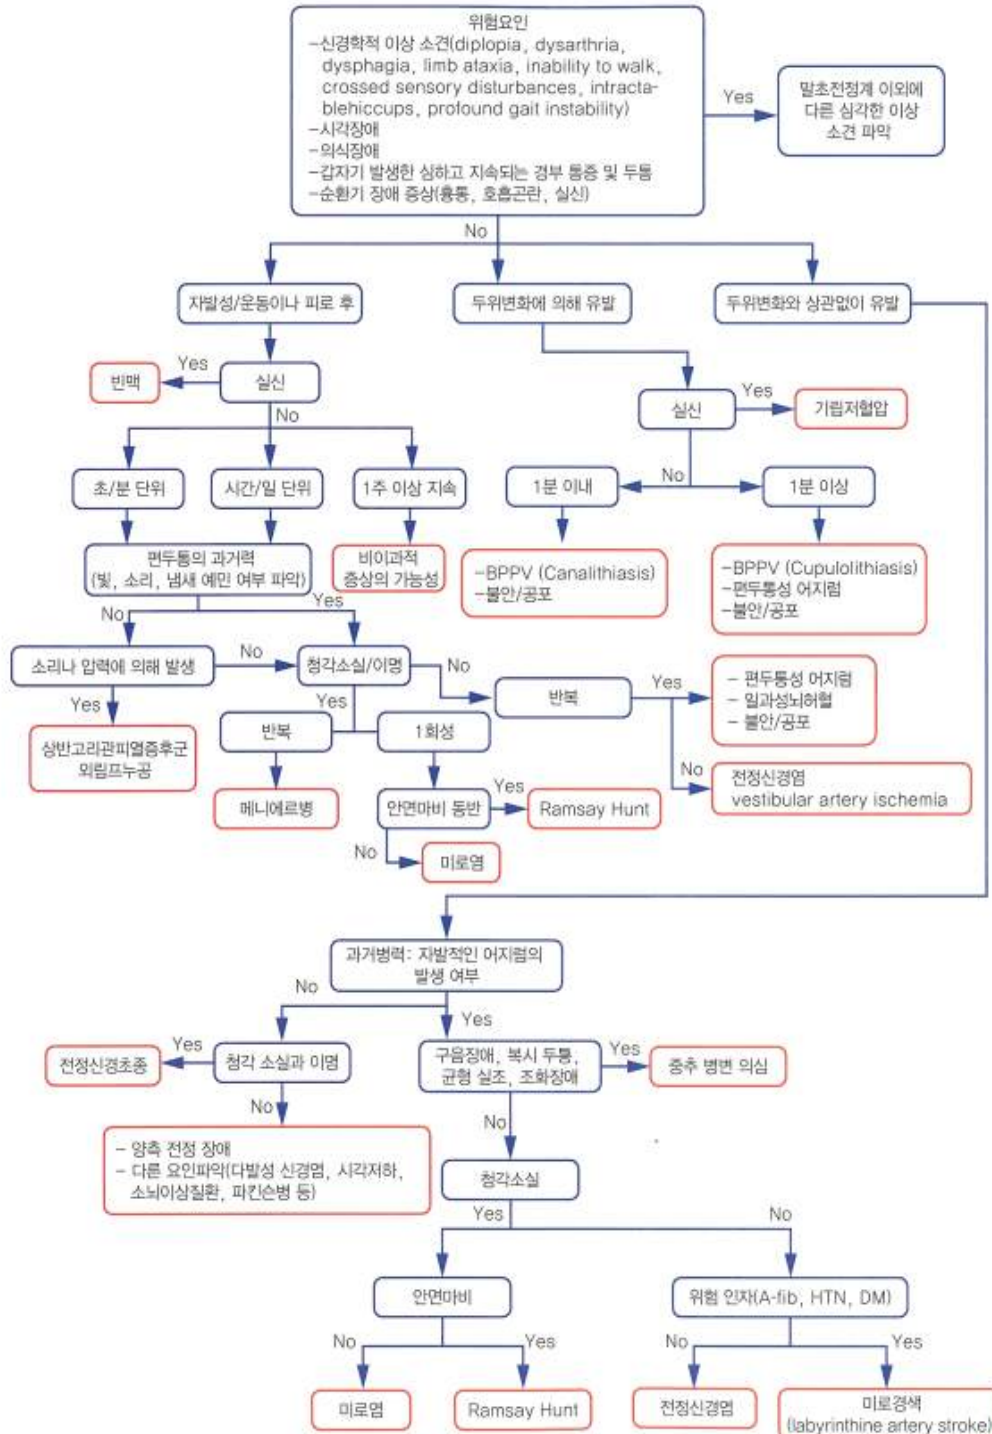 위험요인
-신경학적 이상 소견(diplopia, dysarthria,
dysphagia, limb ataxia, inability to walk,
crossed sensory disturbances, intracta-
blehiccups, profound gait instability)
-시각장애
-의식장애
-갑자기 발생한 심하고 지속되는 경부 통증 및 두통
-순환기 장애 증상(흉통, 호흡곤란, 실신)
Yes
말초전정계 이외에
다른 심각한 이상
소견 파악
No
자발성/운동이나 피로 후
두위변화에 의해 유발
두위변화와 상관없이 유발
빈맥
Yes
실신
No
실신
Yes
기립저혈압
초/분 단위
시간/일 단위
1주 이상 지속
1분 이내
No
1분 이상
편두통의 과거력
(빛, 소리, 냄새 예민 여부 파악)
비이과적
증상의 가능성
-BPPV (Canalithiasis)
-불안/공포
-BPPV (Cupulolithiasis)
-편두통성 어지럼
-불안/공포
No
Yes
소리나 압력에 의해 발생
No
청각소실/이명
No
반복
Yes
- 편두통성 어지럼
- 일과성뇌허혈
- 불안/공포
Yes
상반고리관피열증후군
외림프누공
Yes
반복
1회성
No
전정신경염
vestibular artery ischemia
메니에르병
안면마비 동반
Yes
Ramsay Hunt
No
미로염
과거병력: 자발적인 어지럼의
발생 여부
No
Yes
전정신경초종
Yes
청각 소실과 이명
구음장애, 복시 두통,
균형 실조, 조화장애
Yes
중추 병변 의심
No
- 양측 전정 장애
- 다른 요인파악(다발성 신경염, 시각저하,
소뇌이상질환, 파킨슨병 등)
No
청각소실
Yes
No
안면마비
위험 인자(A-fib, HTN, DM)
No
Yes
No
Yes
미로염
Ramsay Hunt
전정신경염
미로경색
(labyrinthine artery stroke)